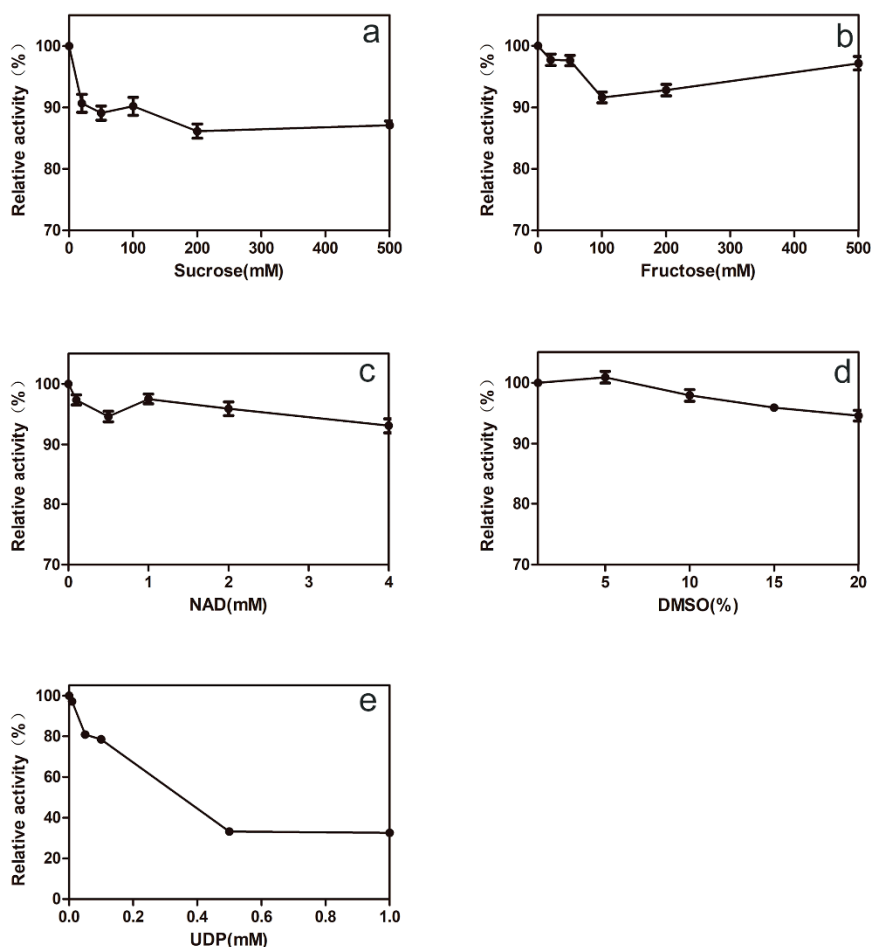 a
Relative activity（%）
100
90
80
70
0 100 200 300 400 500
Sucrose(mM)
b
Relative activity（%）
100
90
80
70
0 100 200 300 400 500
Fructose(mM)
c
Relative activity（%）
100
90
80
70
0 1 2 3 4
NAD(mM)
d
Relative activity（%）
100
90
80
70
5 10 15 20
DMSO(%)
e
Relative activity（%）
100
80
60
40
20
0
0.0 0.2 0.4 0.6 0.8 1.0
UDP(mM)